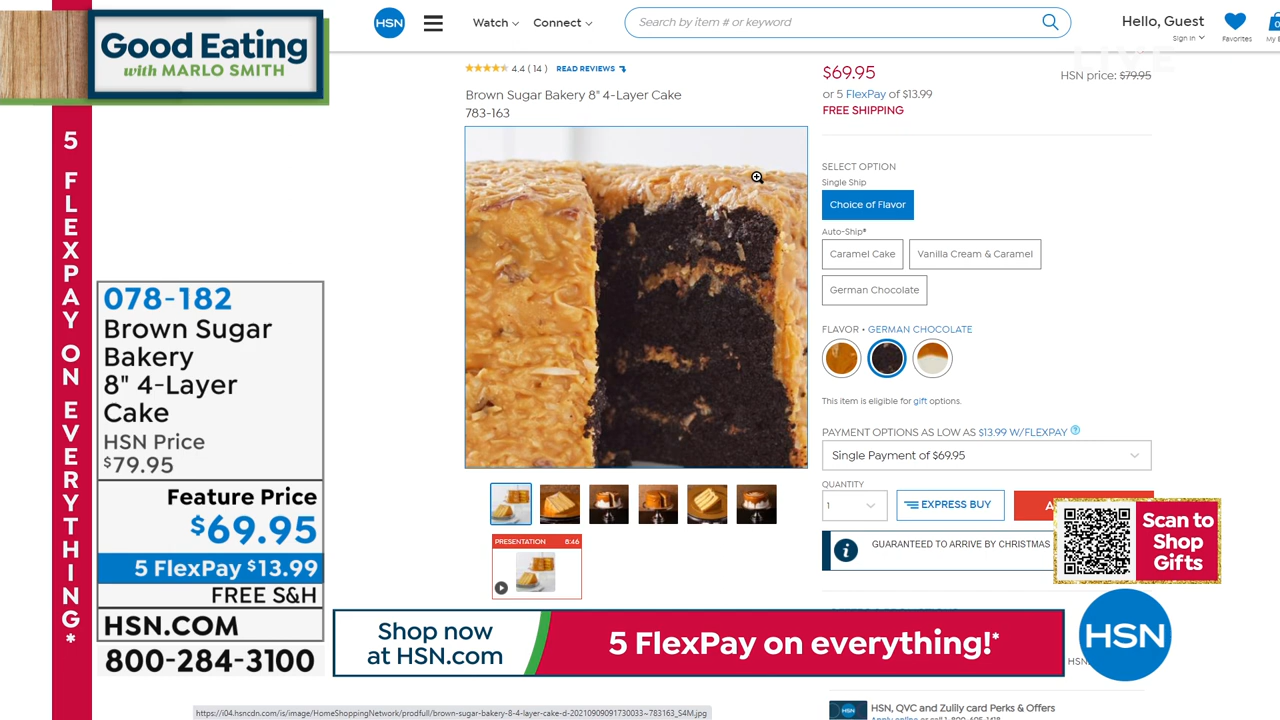 Good Eating
with MARLO SMITH
HSN
Watch
Connect
Search by item # or keyword
Hello, Guest
Sign In
Favorites
LIVE
5 FLEXPAY ON EVERYTHING*
4.4 ( 14 )
READ REVIEWS
Brown Sugar Bakery 8" 4-Layer Cake
783-163
$69.95
HSN price: $79.95
or 5 FlexPay of $13.99
FREE SHIPPING
SELECT OPTION
Single Ship
Choice of Flavor
Auto-Ship®
Caramel Cake
Vanilla Cream & Caramel
German Chocolate
FLAVOR • GERMAN CHOCOLATE
This item is eligible for gift options.
PAYMENT OPTIONS AS LOW AS $13.99 W/FLEXPAY
Single Payment of $69.95
QUANTITY
1
EXPRESS BUY
GUARANTEED TO ARRIVE BY CHRISTMAS
Scan to
Shop
Gifts
PRESENTATION 8:46
078-182
Brown Sugar
Bakery
8" 4-Layer
Cake
HSN Price
$79.95
Feature Price
$69.95
5 FlexPay $13.99
FREE S&H
HSN.COM
800-284-3100
Shop now
at HSN.com
5 FlexPay on everything!*
HSN
HSN, QVC and Zulily card Perks & Offers
https://i04.hsncdn.com/is/image/HomeShoppingNetwork/prodfull/brown-sugar-bakery-8-4-layer-cake-d-20210909091730033~783163_S4M.jpg